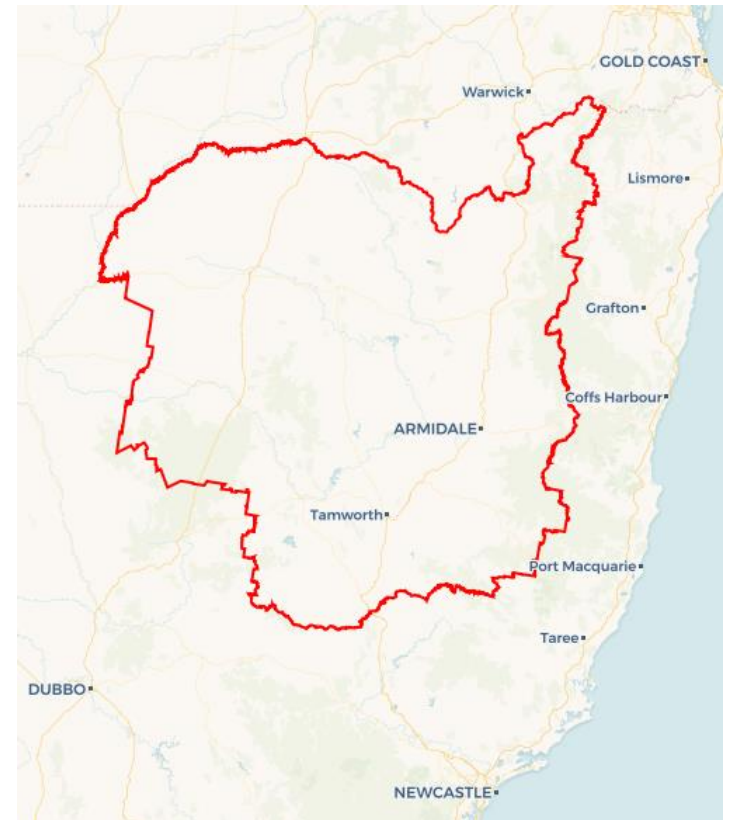 GOLD COAST
Warwick
Lismore
Grafton
Coffs Harbour
ARMIDALE
Tamworth
Port Macquarie
Taree
DUBBO
NEWCASTLE